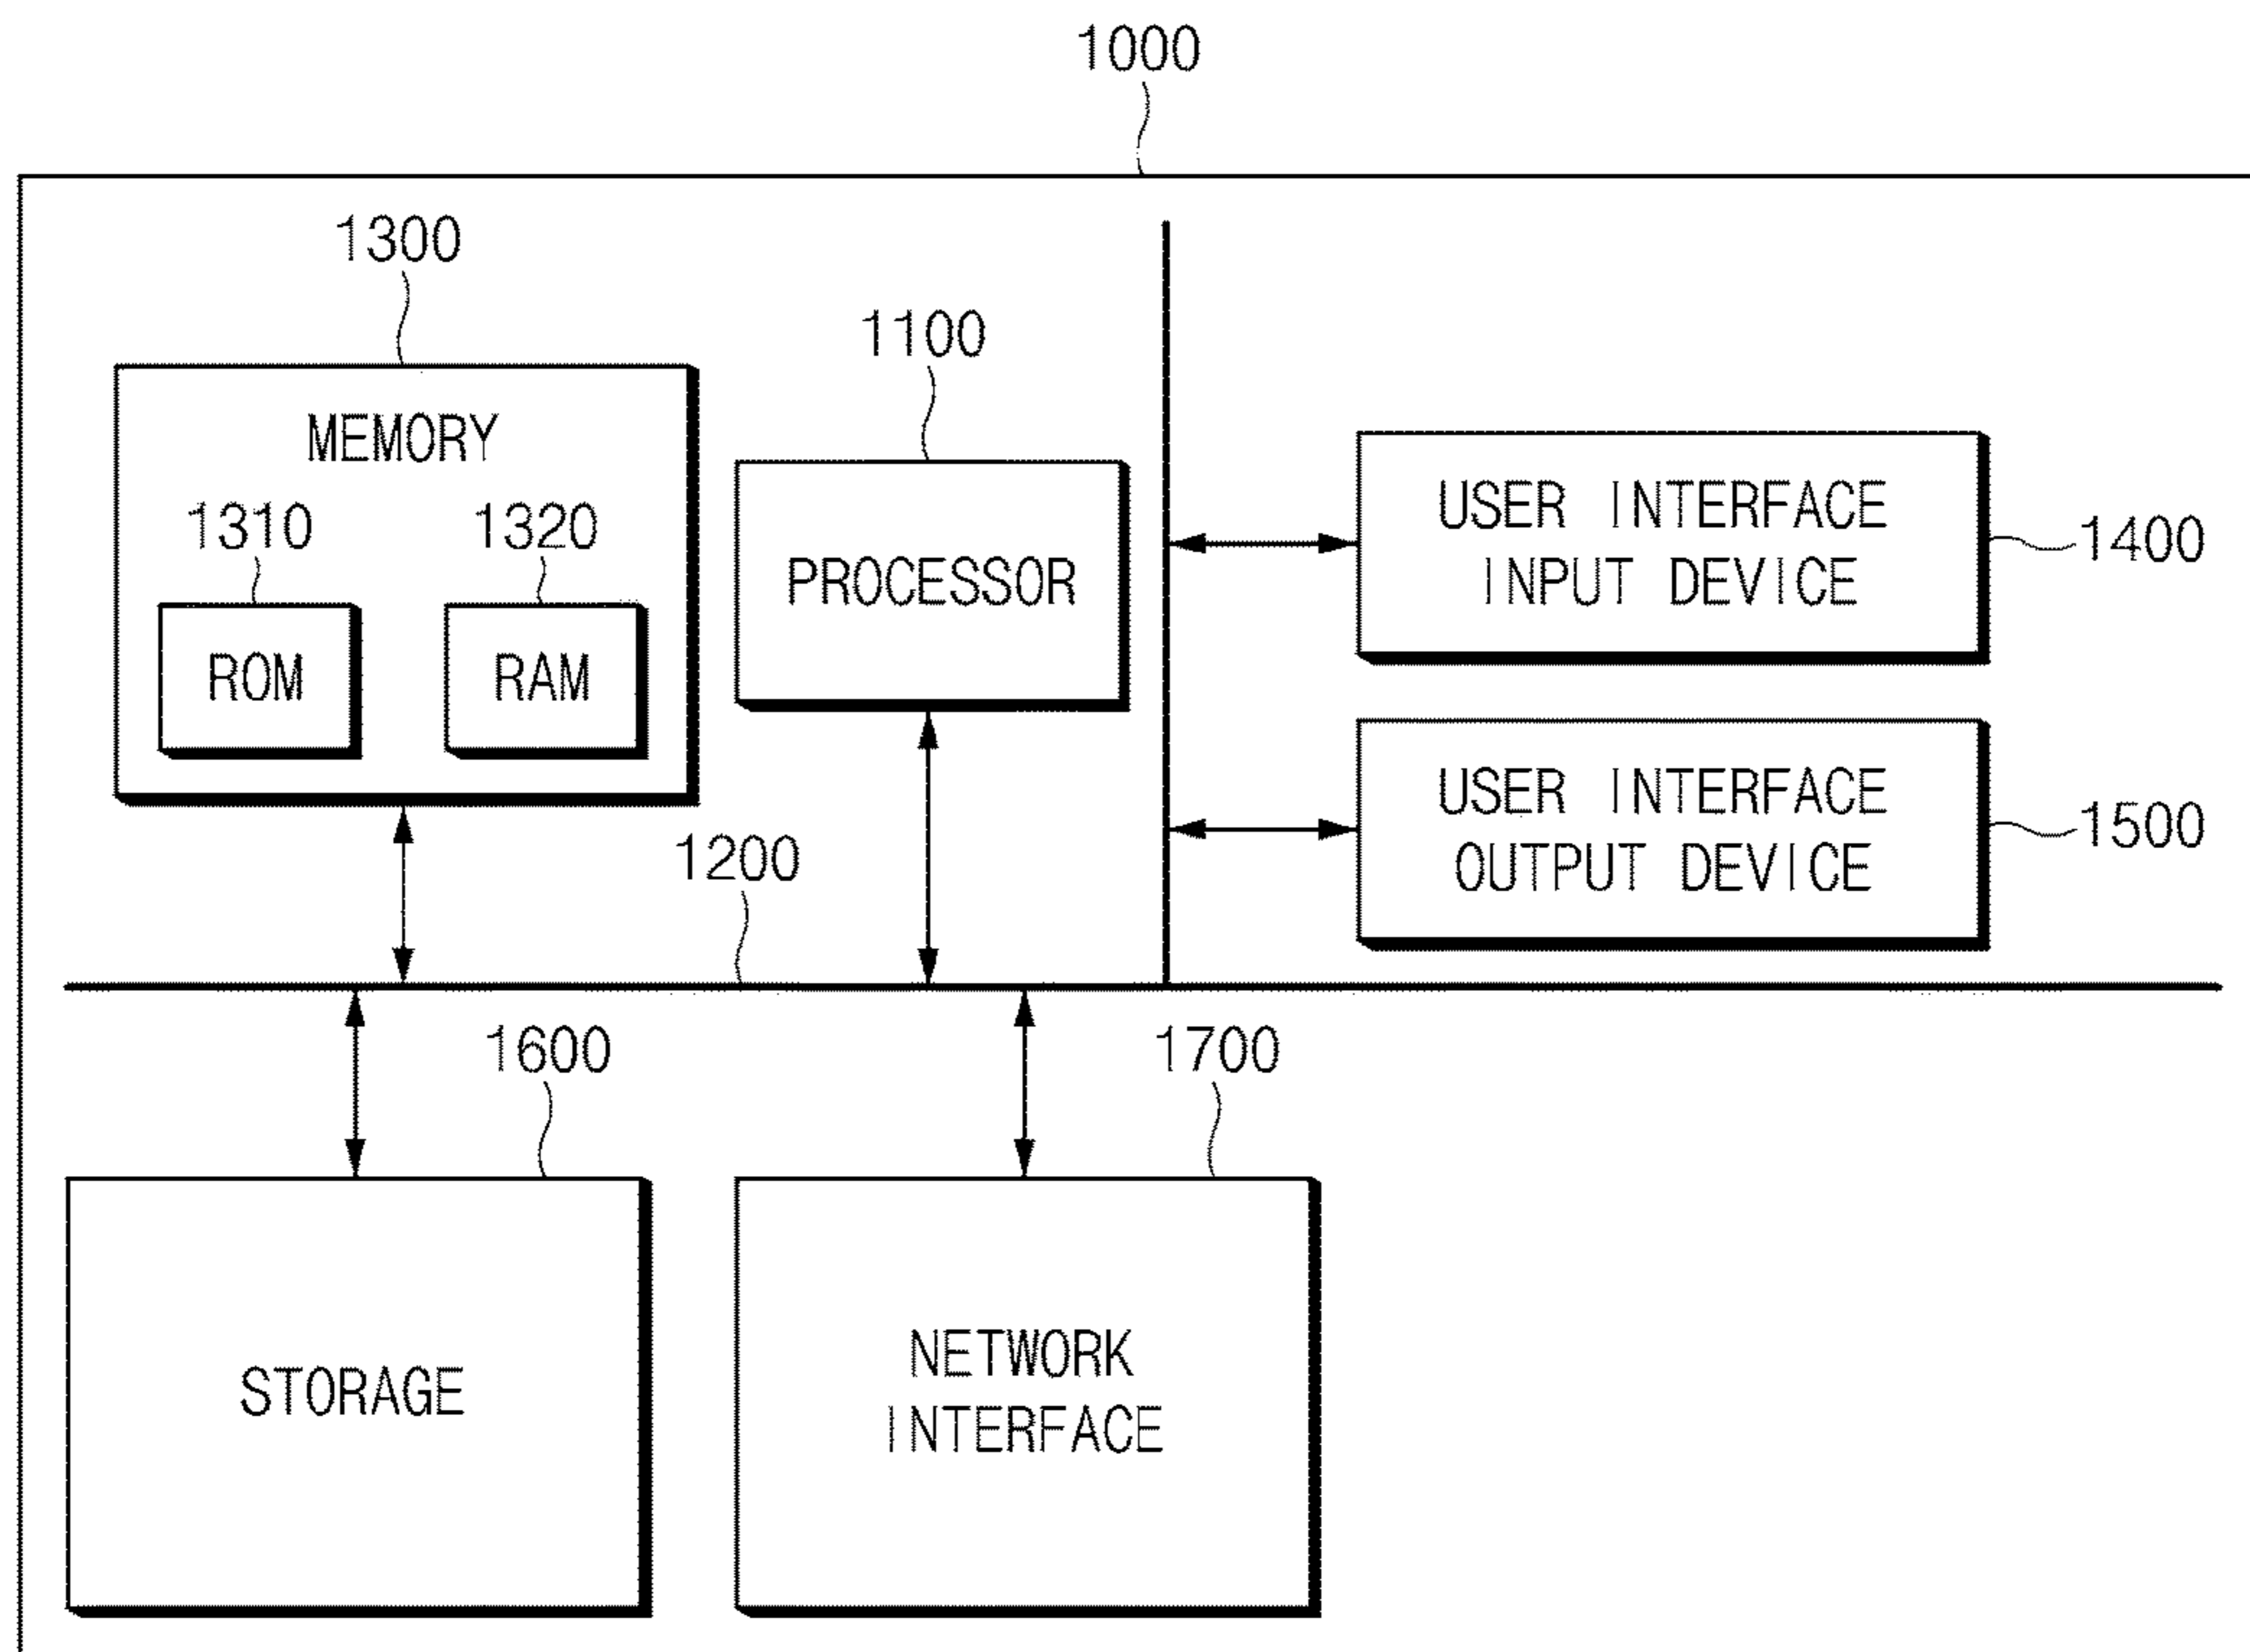 1000
1300
1100
MEMORY
1310
1320
ROM
RAM
PROCESSOR
USER INTERFACE
INPUT DEVICE
1400
USER INTERFACE
OUTPUT DEVICE
1500
1200
1600
1700
STORAGE
NETWORK
INTERFACE